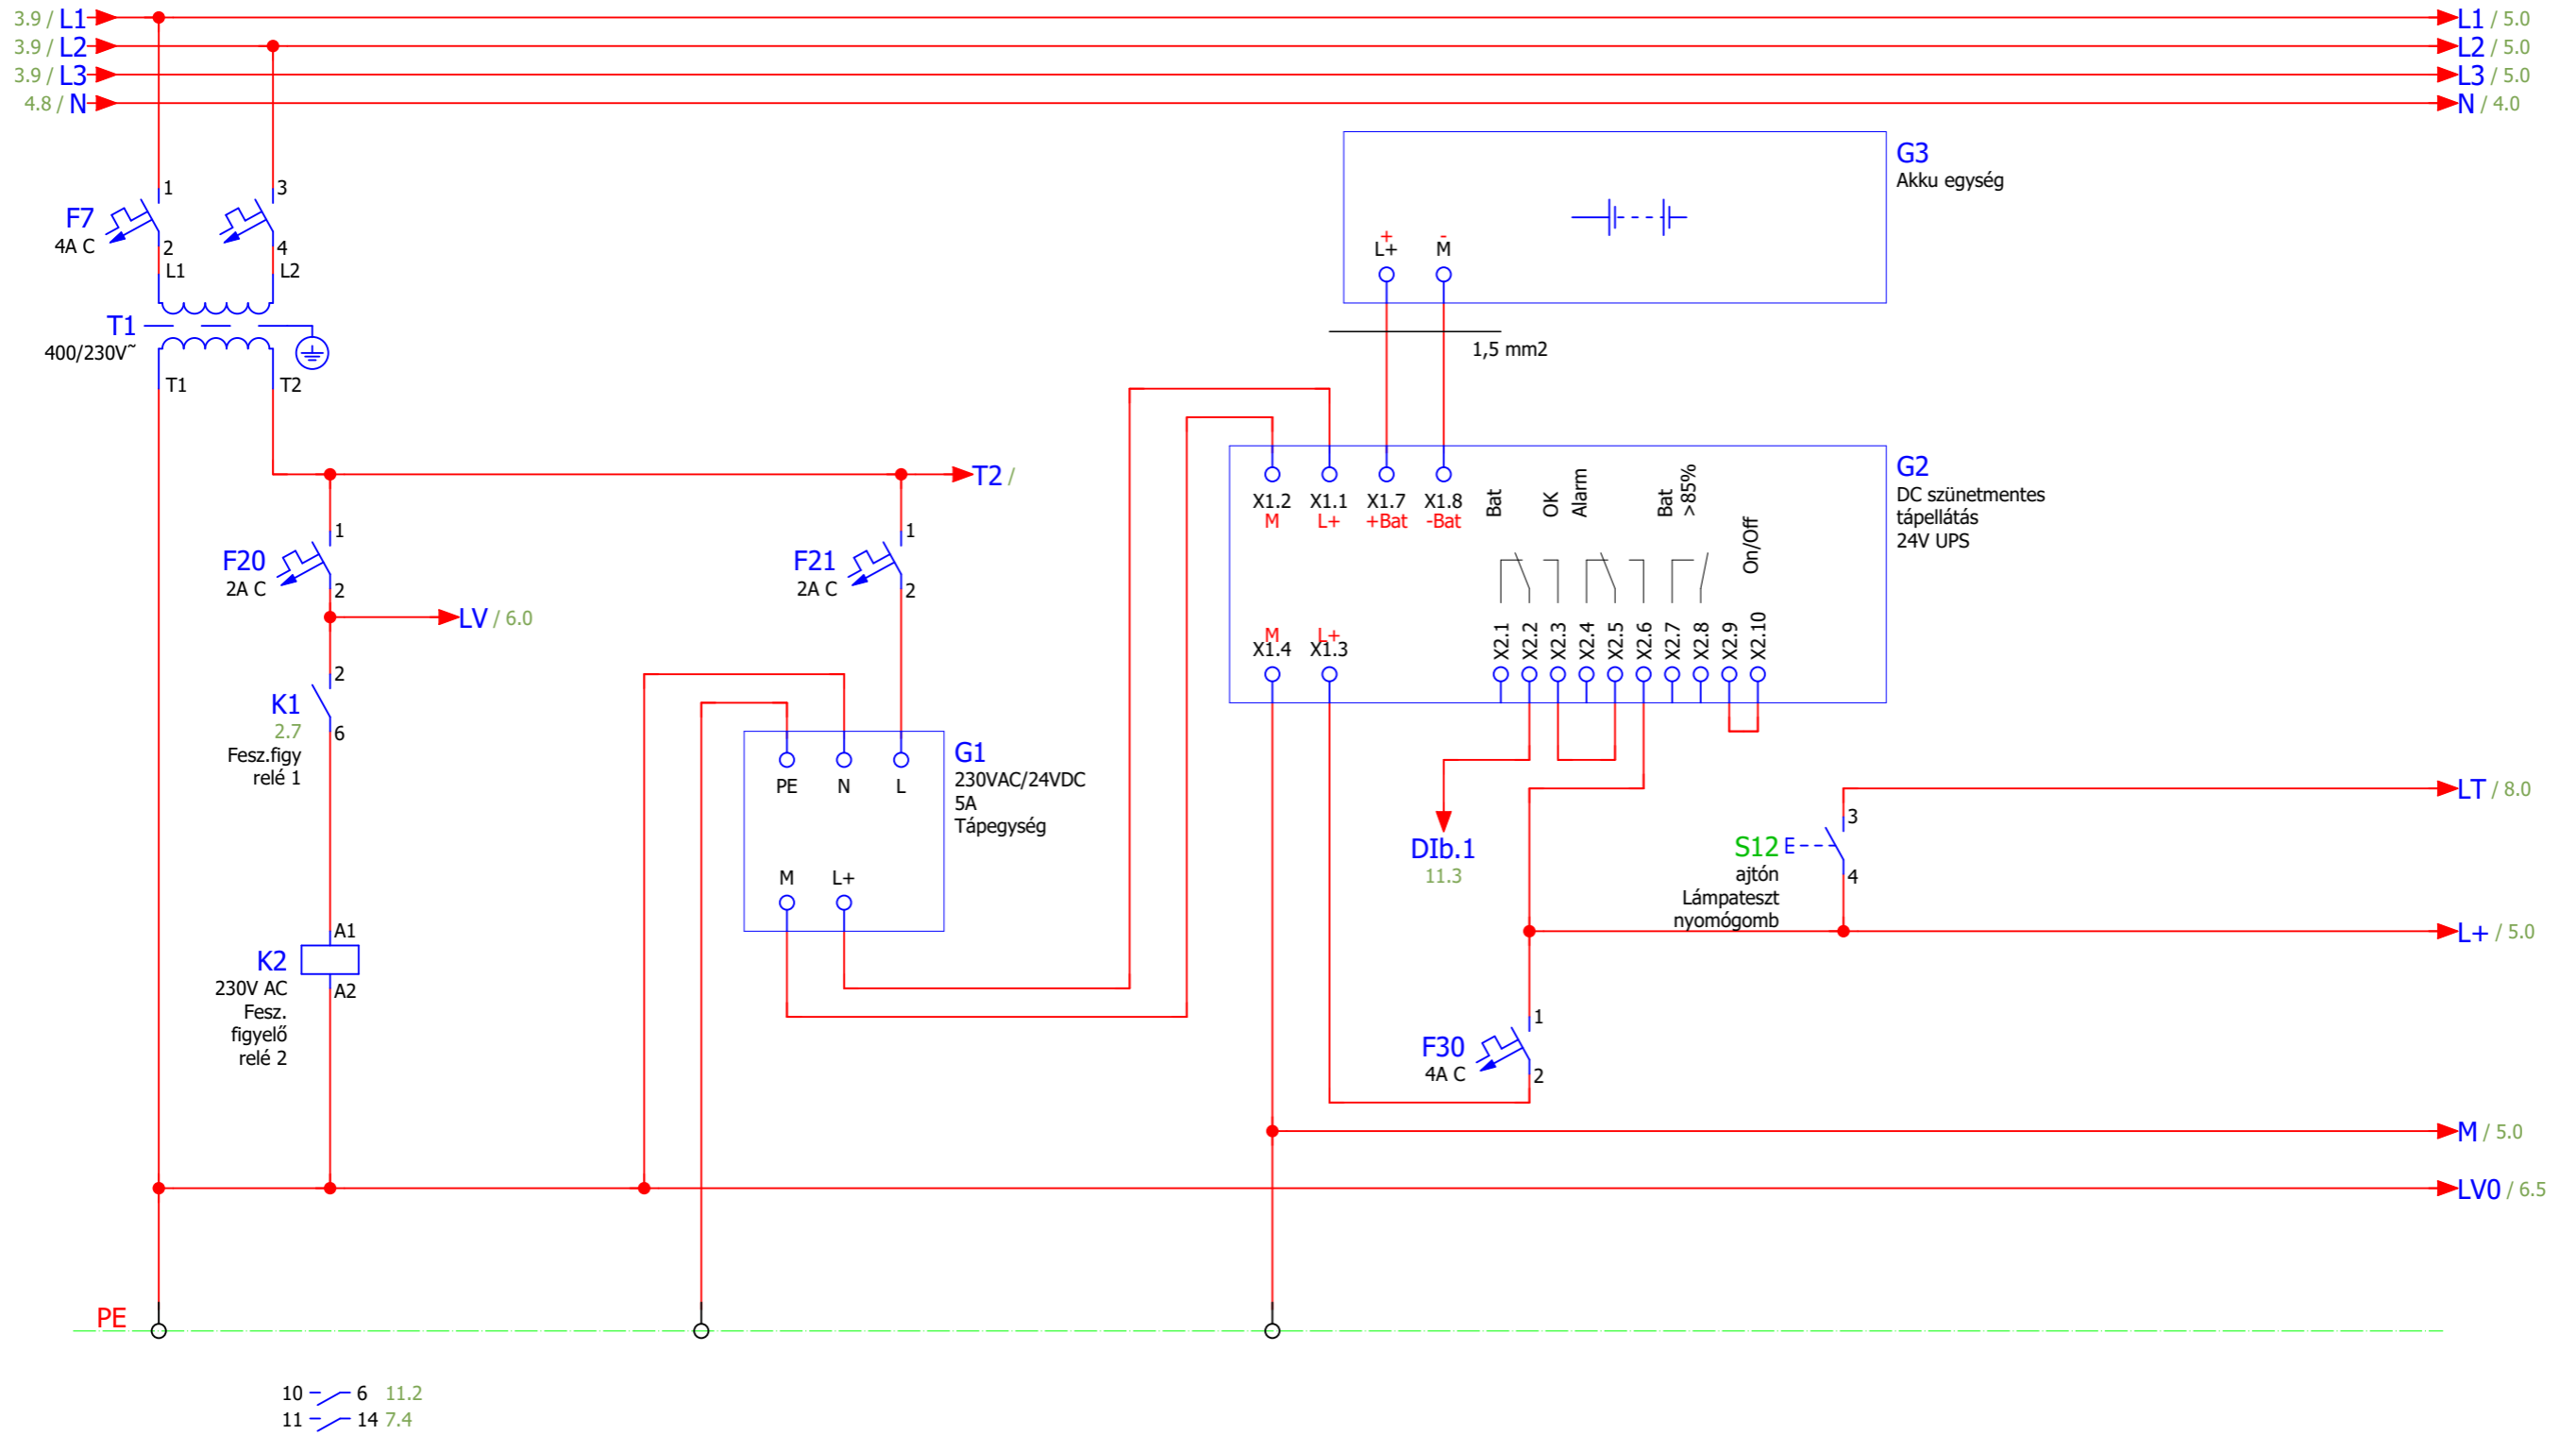 3.9 / L1
L1 / 5.0
3.9 / L2
L2 / 5.0
3.9 / L3
L3 / 5.0
4.8 / N
N / 4.0
G3
Akku egység
+
L+
-
M
1,5 mm2
1
3
F7
4A C
2
4
L1
L2
T1
400/230V~
T1
T2
T2 /
1
F20
2A C
2
LV / 6.0
1
F21
2A C
2
2
K1
2.7
6
Fesz.figy
relé 1
A1
K2
230V AC
A2
Fesz.
figyelő
relé 2
G1
230VAC/24VDC
5A
Tápegység
PE
N
L
M
L+
G2
DC szünetmentes
tápellátás
24V UPS
X1.2
X1.1
X1.7
X1.8
M
L+
+Bat
-Bat
Bat
OK
Alarm
Bat
>85%
On/Off
M
L+
X1.4
X1.3
X2.1
X2.2
X2.3
X2.4
X2.5
X2.6
X2.7
X2.8
X2.9
X2.10
DIb.1
11.3
LT / 8.0
3
S12
4
ajtón
Lámpateszt
nyomógomb
L+ / 5.0
1
F30
4A C
2
M / 5.0
LV0 / 6.5
PE
10 6 11.2
11 14 7.4